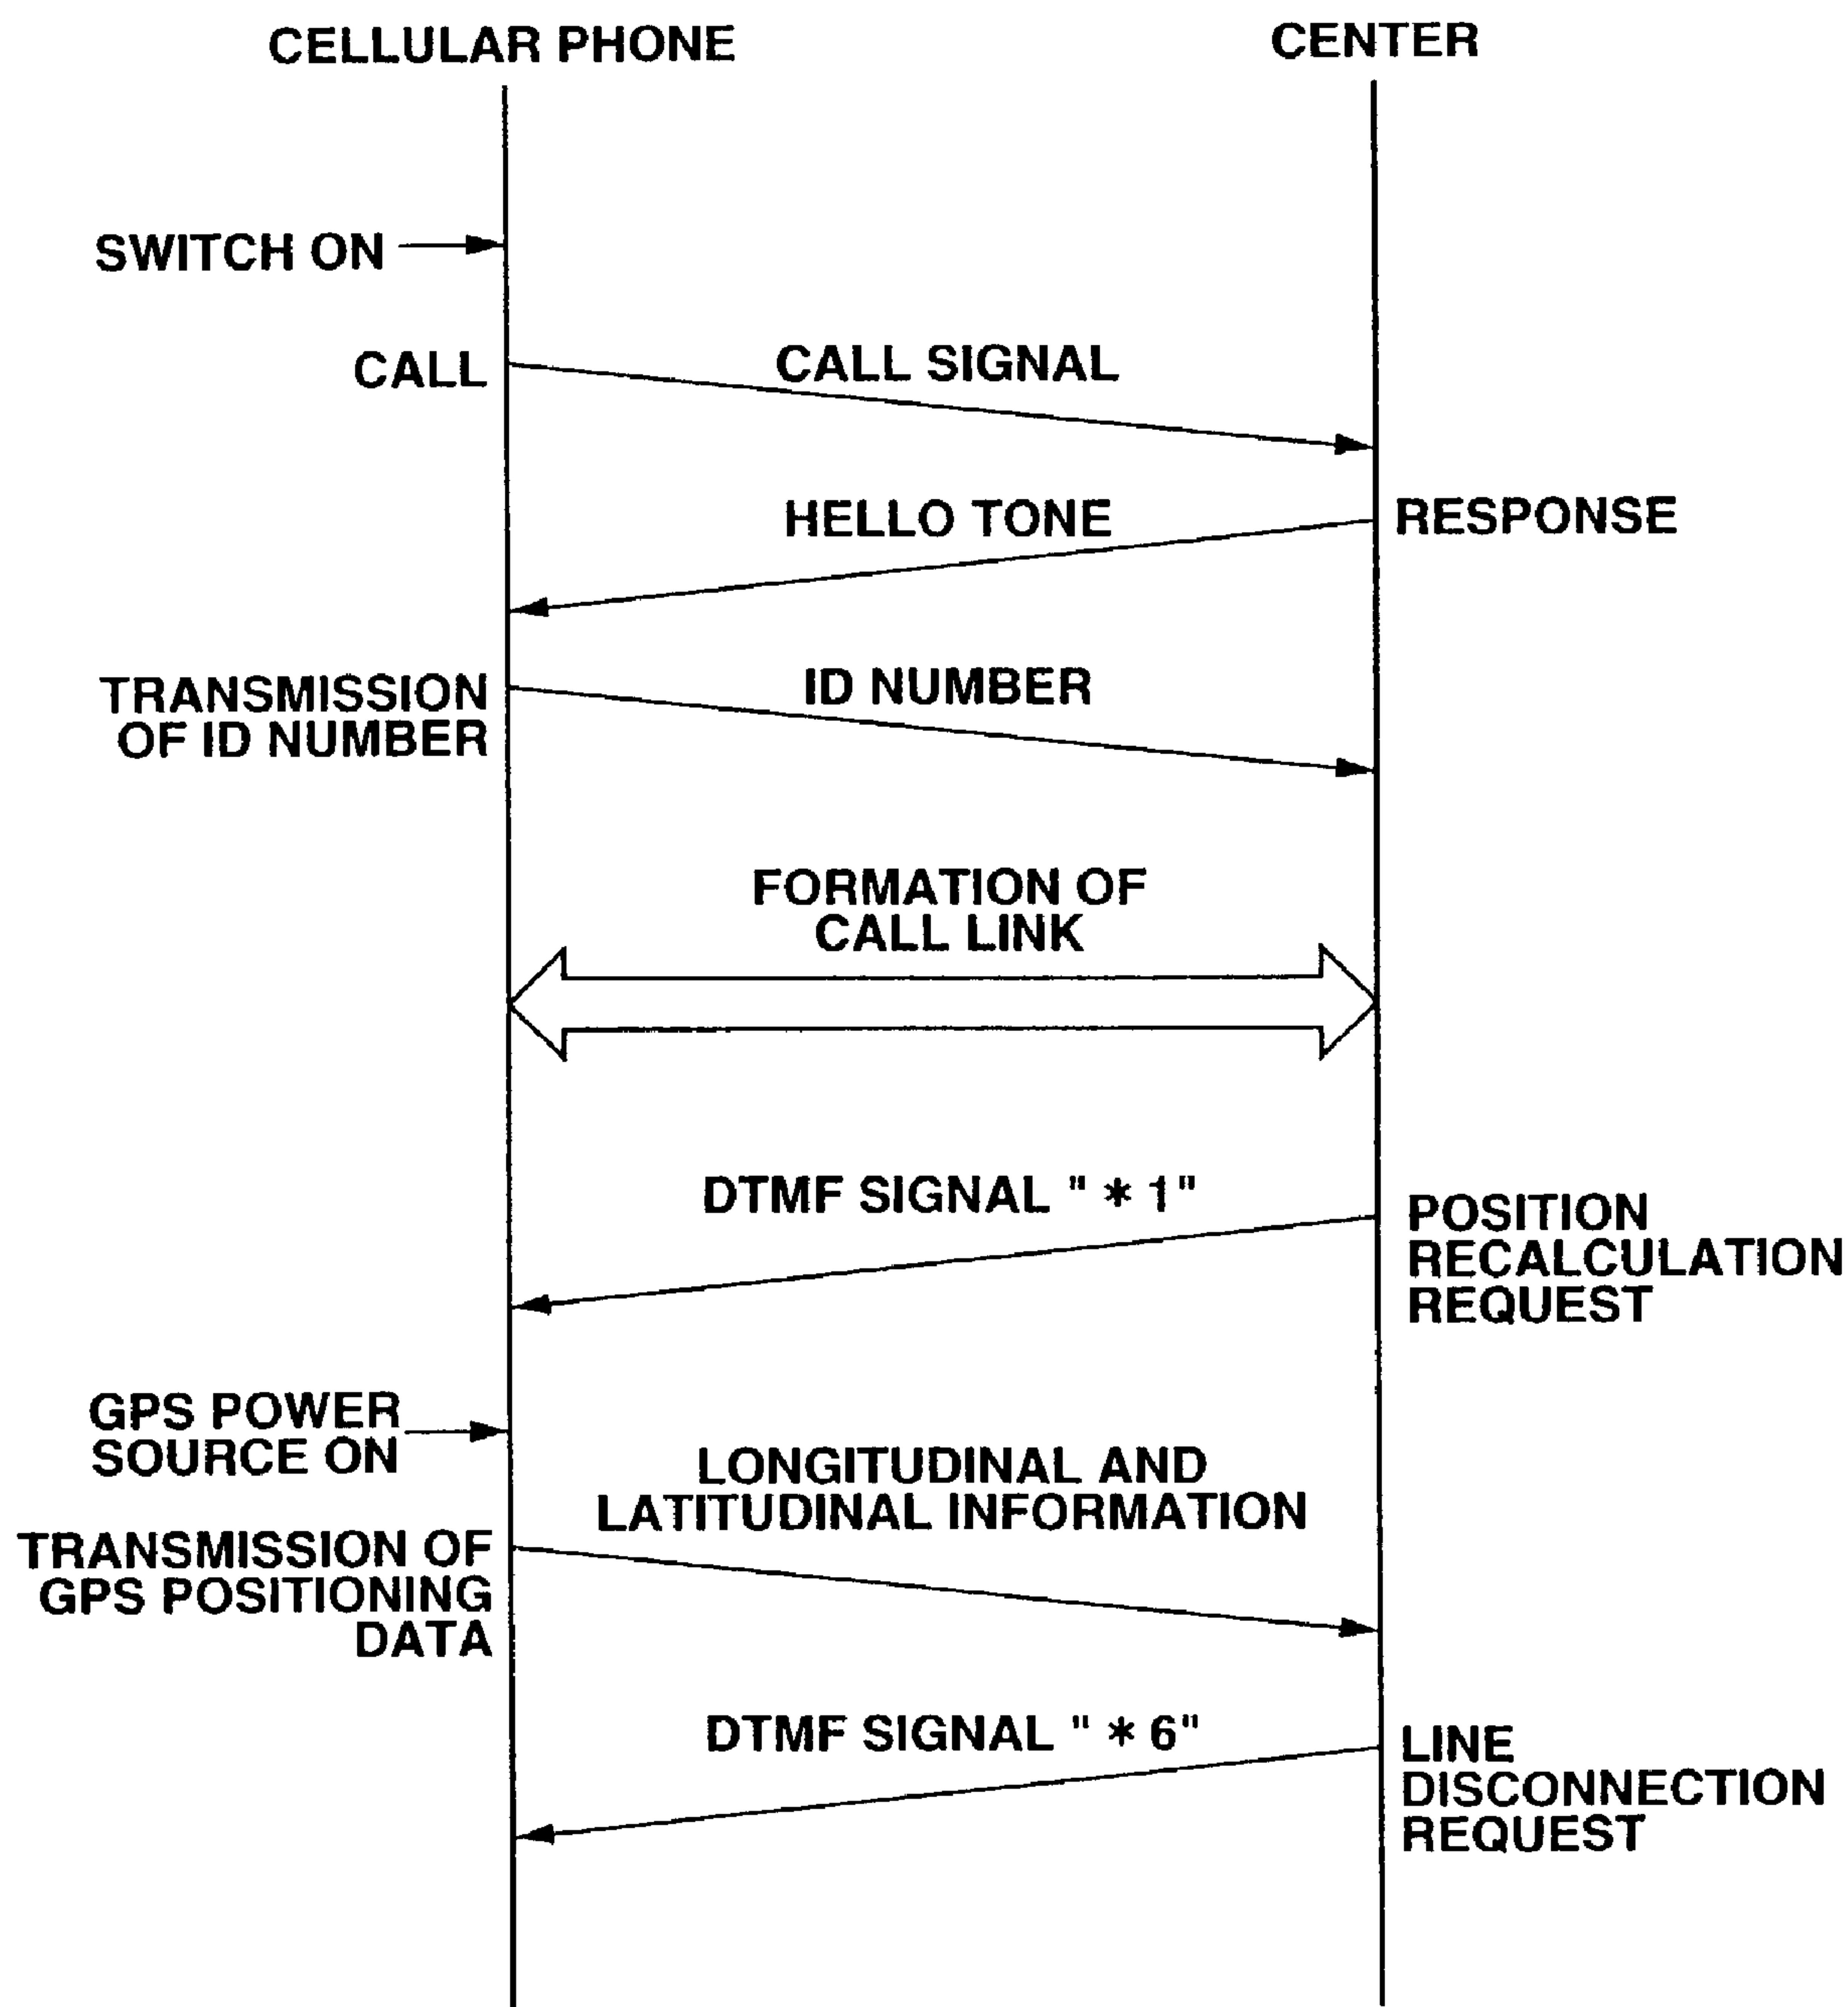 CELLULAR PHONE
CENTER
SWITCH ON
CALL
CALL SIGNAL
HELLO TONE
RESPONSE
TRANSMISSION
OF ID NUMBER
ID NUMBER
FORMATION OF
CALL LINK
DTMF SIGNAL " * 1"
POSITION
RECALCULATION
REQUEST
GPS POWER
SOURCE ON
LONGITUDINAL AND
LATITUDINAL INFORMATION
TRANSMISSION OF
GPS POSITIONING
DATA
DTMF SIGNAL " * 6"
LINE
DISCONNECTION
REQUEST